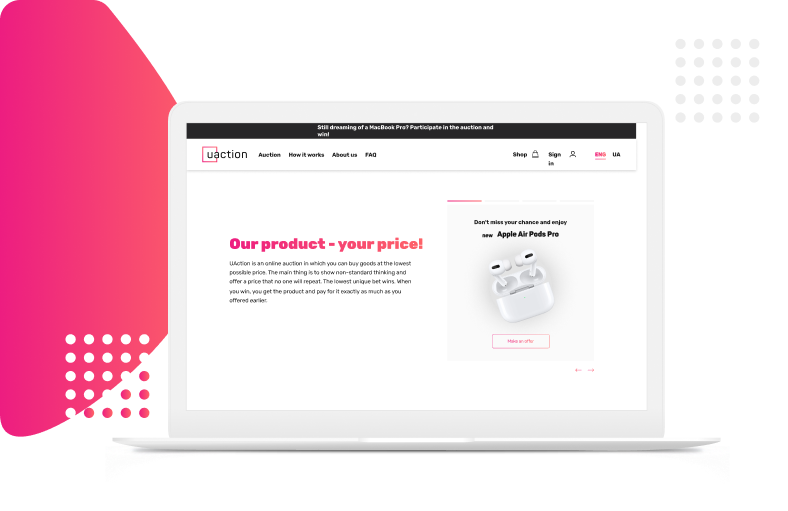 Still dreaming of a MacBook Pro? Participate in the auction and
win!
uaction Auction How it works About us FAQ Shop Sign in ENG UA
Don't miss your chance and enjoy
new Apple Air Pods Pro
Our product - your price!
UAction is an online auction in which you can buy goods at the lowest
possible price. The main thing is to show non-standard thinking and
offer a price that no one will repeat. The lowest unique bet wins. When
you win, you get the product and pay for it exactly as much as you
offered earlier.
Make an offer